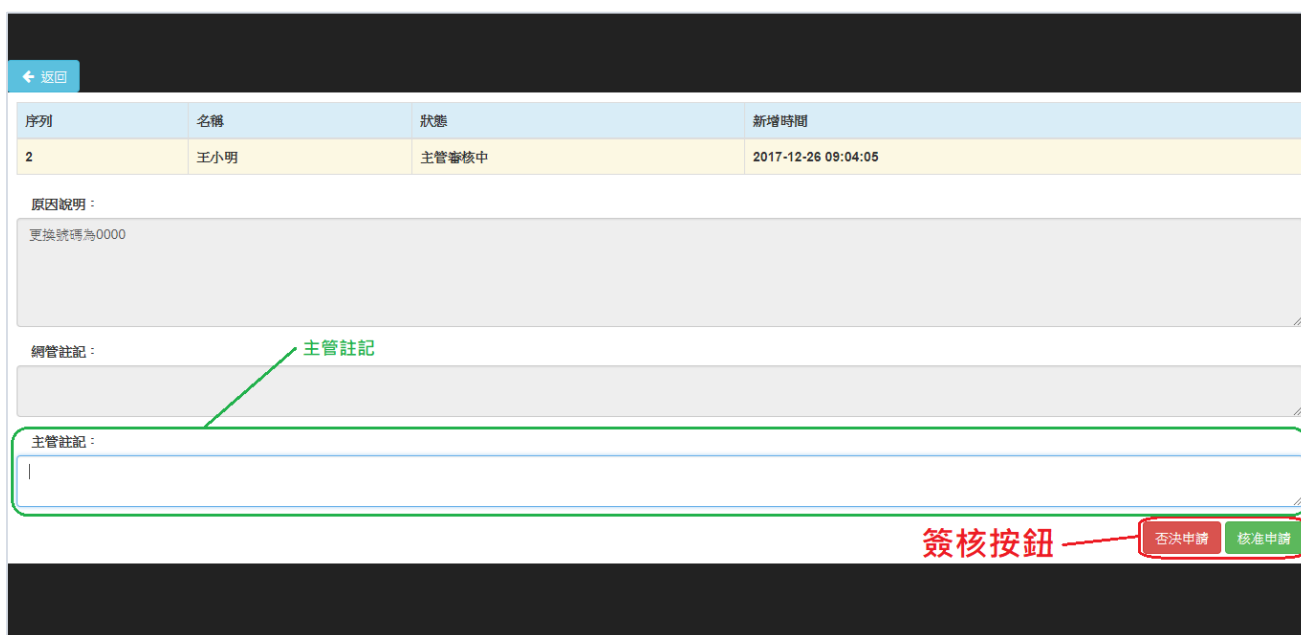 返回
序列 名稱 狀態 新增時間
2 王小明 主管審核中 2017-12-26 09:04:05
原因說明：
更換號碼為0000
網管註記：
主管註記
主管註記：
簽核按鈕
否決申請 核准申請